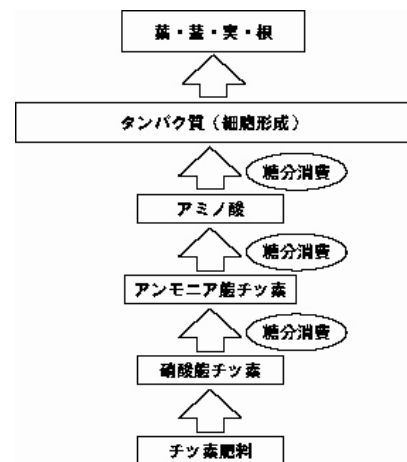 葉・茎・実・根
タンパク質（細胞形成）
糖分消費
アミノ酸
糖分消費
アンモニア態チッ素
糖分消費
硝酸態チッ素
チッ素肥料